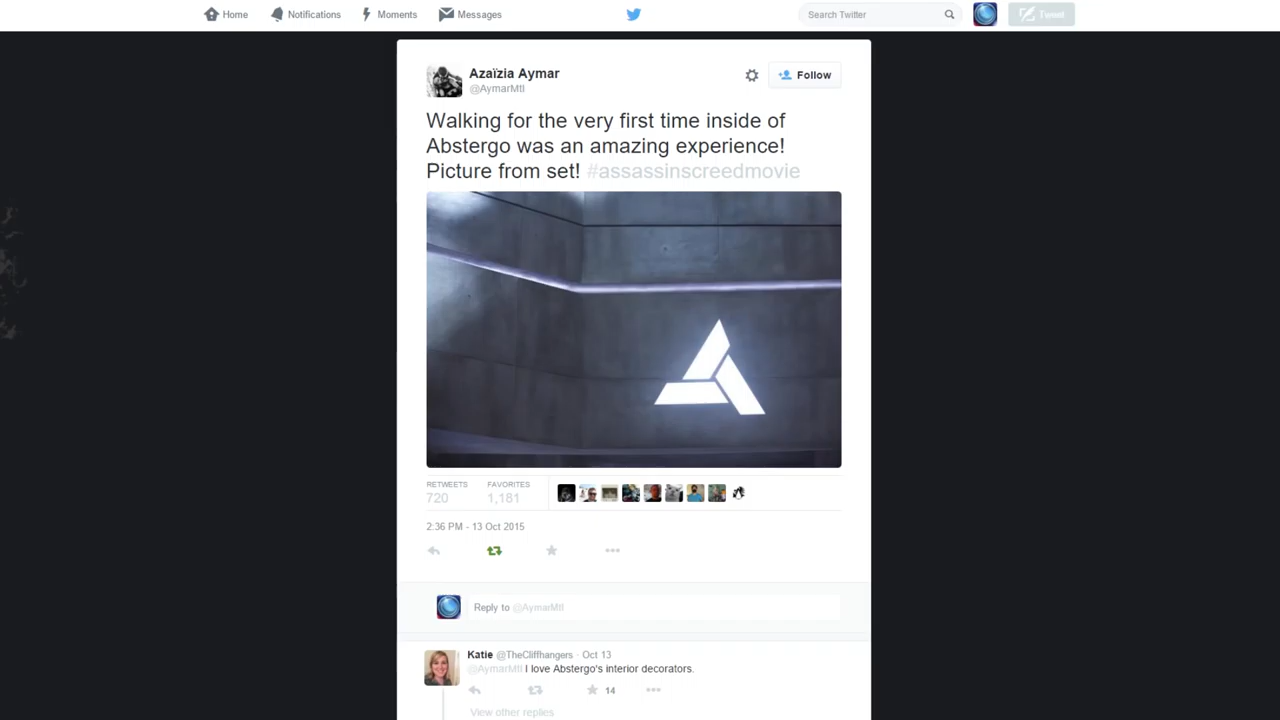 Home Notifications Moments Messages Search Twitter Tweet
Azaïzia Aymar
@AymarMtl
Follow
Walking for the very first time inside of
Abstergo was an amazing experience!
Picture from set! #assassinscreedmovie
RETWEETS FAVORITES
720 1,181
2:36 PM - 13 Oct 2015
Reply to @AymarMtl
Katie @TheCliffhangers · Oct 13
@AymarMtl I love Abstergo's interior decorators.
14
View other replies